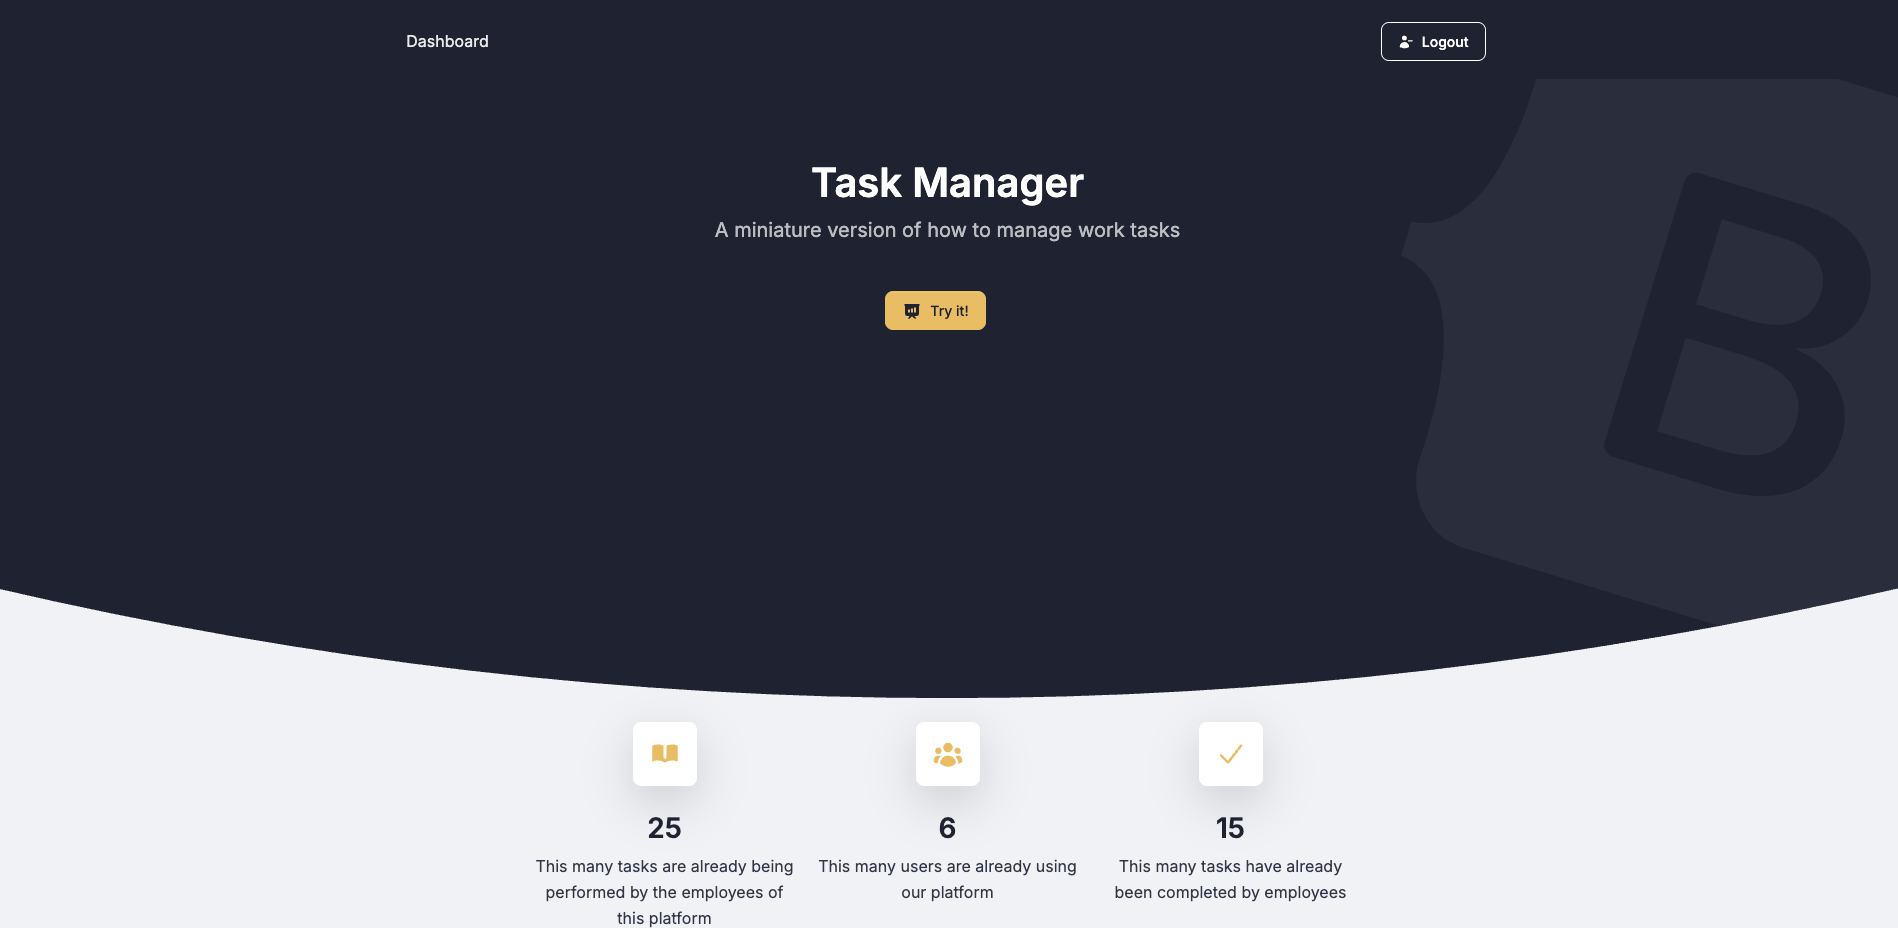 Dashboard
Logout
Task Manager
A miniature version of how to manage work tasks
Try it!
B
25
This many tasks are already being
performed by the employees of
this platform
6
This many users are already using
our platform
15
This many tasks have already
been completed by employees